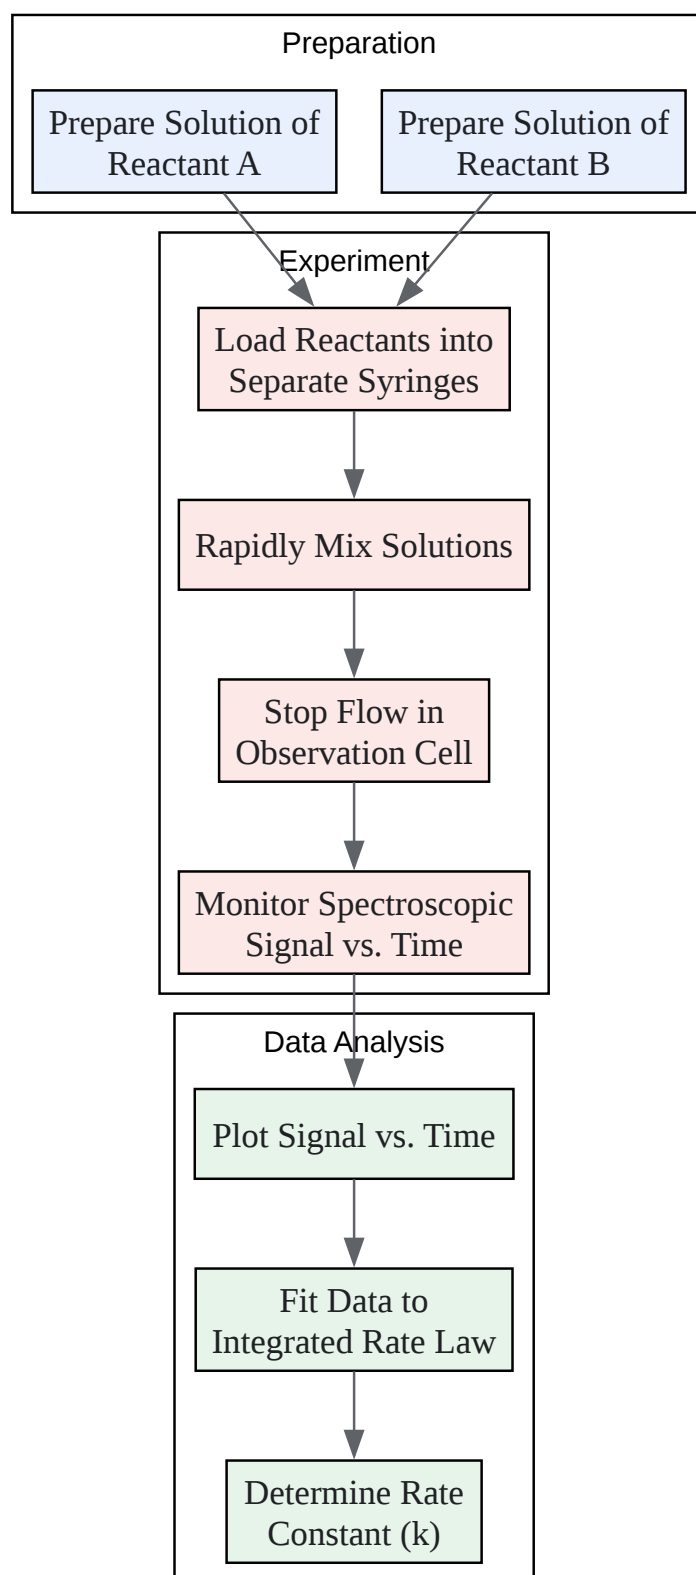 Preparation
Prepare Solution of
Reactant A
Prepare Solution of
Reactant B
Experiment
Load Reactants into
Separate Syringes
Rapidly Mix Solutions
Stop Flow in
Observation Cell
Monitor Spectroscopic
Signal vs. Time
Data Analysis
Plot Signal vs. Time
Fit Data to
Integrated Rate Law
Determine Rate
Constant (k)